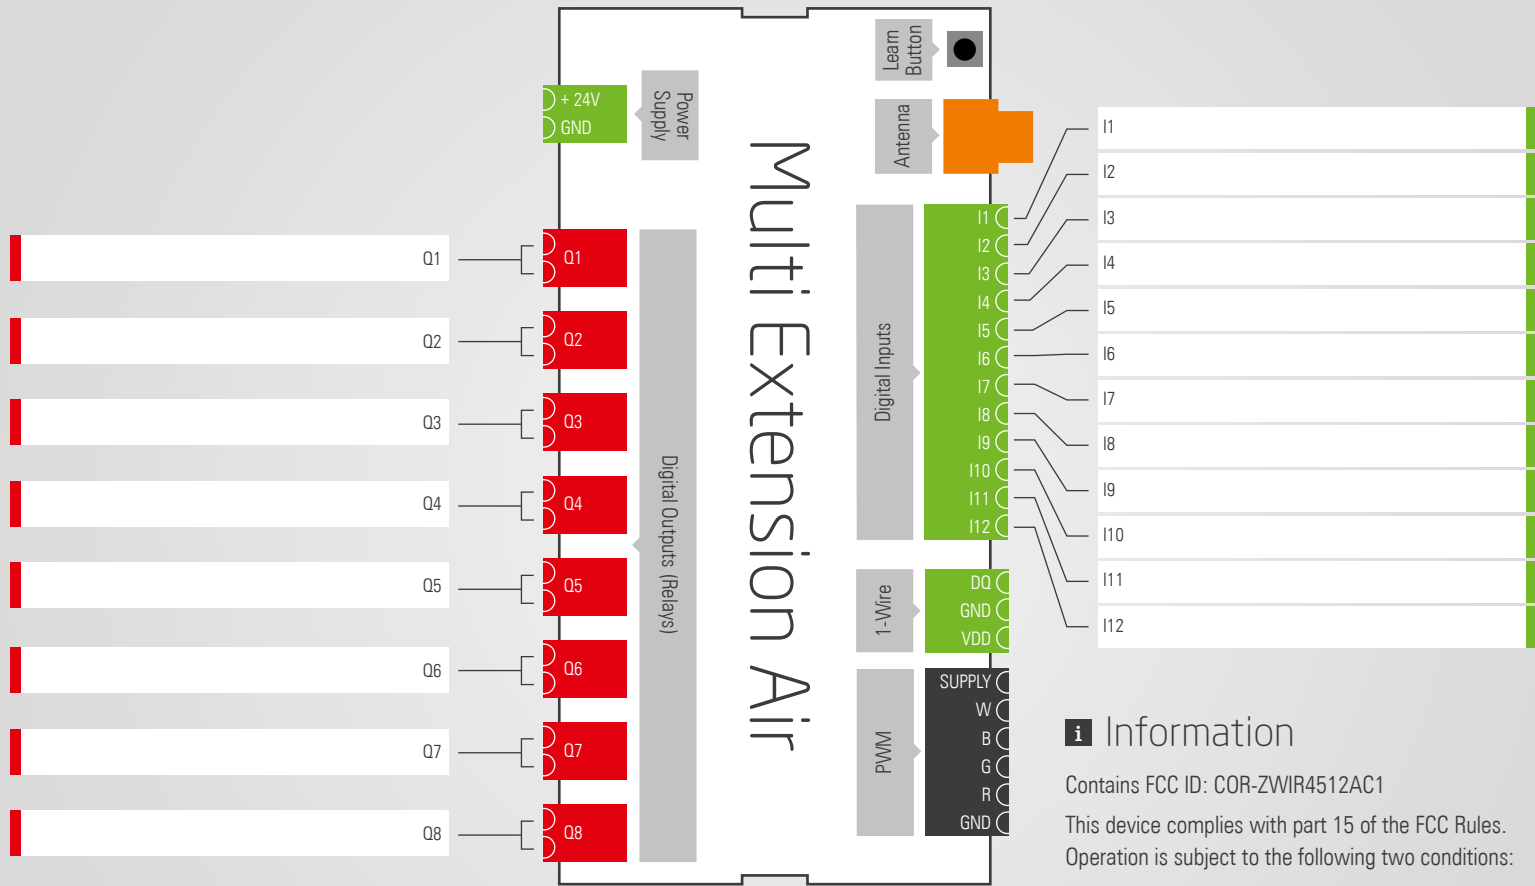 Learn
Button
Power
Supply
+ 24V
GND
Antenna
Multi Extension Air
Q1
Q2
Q3
Q4
Q5
Q6
Q7
Q8
Q1
Q2
Q3
Q4
Q5
Q6
Q7
Q8
Digital Outputs (Relays)
Digital Inputs
I1
I2
I3
I4
I5
I6
I7
I8
I9
I10
I11
I12
I1
I2
I3
I4
I5
I6
I7
I8
I9
I10
I11
I12
1-Wire
DQ
GND
VDD
PWM
SUPPLY
W
B
G
R
GND
i Information
Contains FCC ID: COR-ZWIR4512AC1
This device complies with part 15 of the FCC Rules.
Operation is subject to the following two conditions: